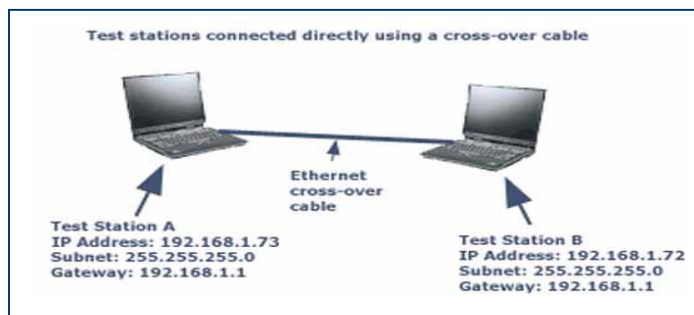 Test stations connected directly using a cross-over cable
Ethernet
cross-over
cable
Test Station A
IP Address: 192.168.1.73
Subnet: 255.255.255.0
Gateway: 192.168.1.1
Test Station B
IP Address: 192.168.1.72
Subnet: 255.255.255.0
Gateway: 192.168.1.1